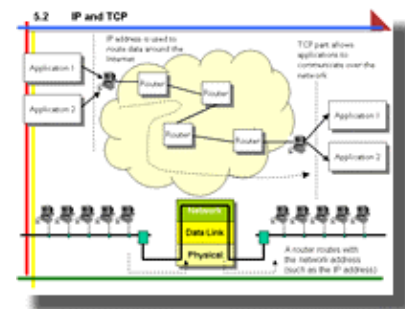 5.2 IP and TCP
IP address is used to
route data around the
Internet
TCP part allows
applications to
communicate over the
network
Application 1
Application 2
Router
Router
Router
Router
Application 1
Application 2
Network
Data Link
Physical
A router routes with
the network address
(such as the IP address)